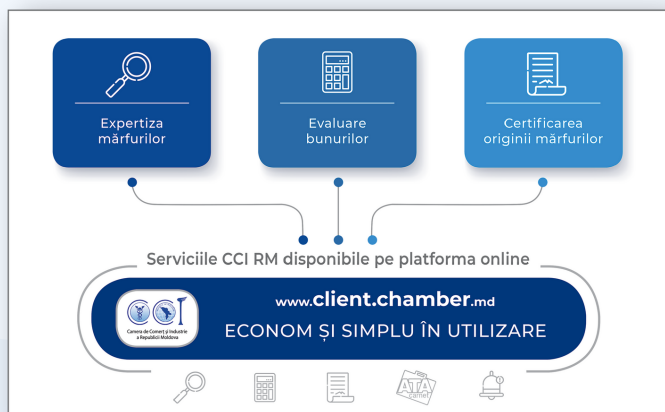 Expertiza
mărfurilor
Evaluare
bunurilor
Certificarea
originii mărfurilor
Serviciile CCI RM disponibile pe platforma online
www.client.chamber.md
ECONOM ȘI SIMPLU ÎN UTILIZARE
CCI
Camera de Comerț și Industrie
a Republicii Moldova
ATA
carnet